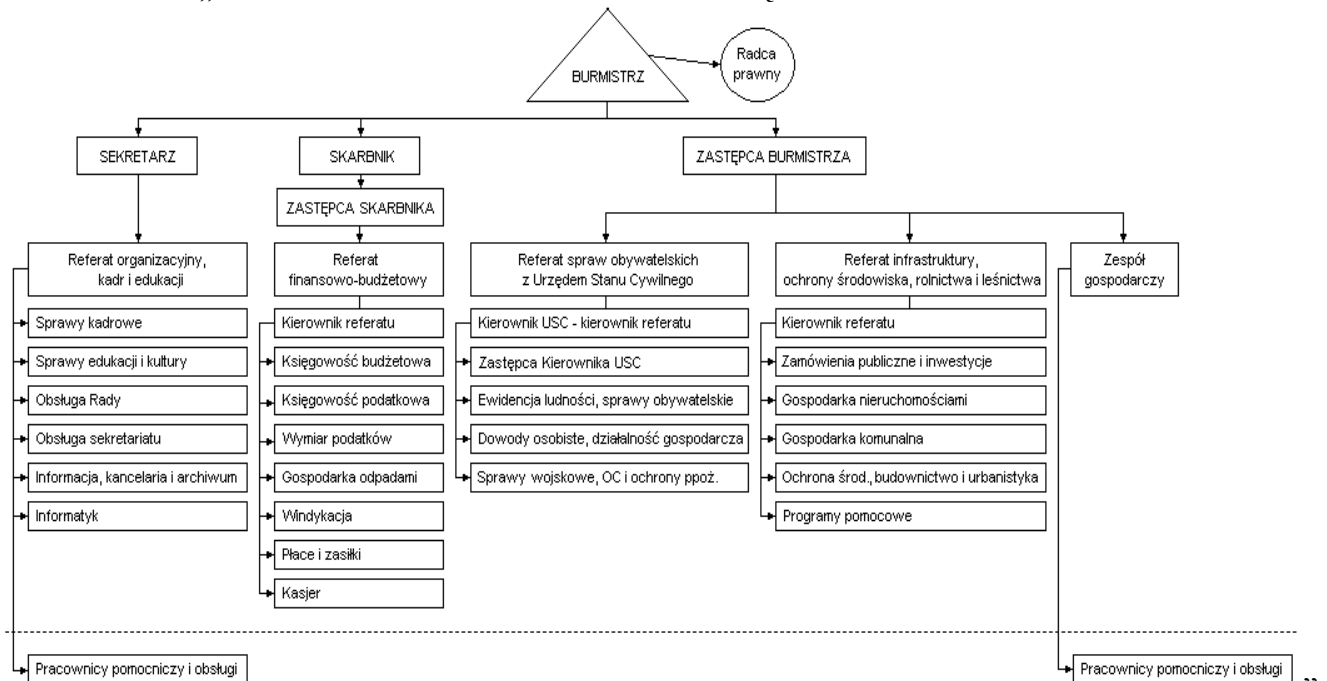 Radca
prawny
BURMISTRZ
SEKRETARZ
SKARBNIK
ZASTĘPCA BURMISTRZA
ZASTĘPCA SKARBNIKA
Referat organizacyjny,
kadr i edukacji
Referat
finansowo-budżetowy
Referat spraw obywatelskich
z Urzędem Stanu Cywilnego
Referat infrastruktury,
ochrony środowiska, rolnictwa i leśnictwa
Zespół
gospodarczy
Sprawy kadrowe
Sprawy edukacji i kultury
Obsługa Rady
Obsługa sekretariatu
Informacja, kancelaria i archiwum
Informatyk
Kierownik referatu
Księgowość budżetowa
Księgowość podatkowa
Wymiar podatków
Gospodarka odpadami
Windykacja
Płace i zasiłki
Kasjer
Kierownik USC - kierownik referatu
Zastępca Kierownika USC
Ewidencja ludności, sprawy obywatelskie
Dowody osobiste, działalność gospodarcza
Sprawy wojskowe, OC i ochrony ppoż.
Kierownik referatu
Zamówienia publiczne i inwestycje
Gospodarka nieruchomościami
Gospodarka komunalna
Ochrona środ., budownictwo i urbanistyka
Programy pomocowe
Pracownicy pomocniczy i obsługi
Pracownicy pomocniczy i obsługi